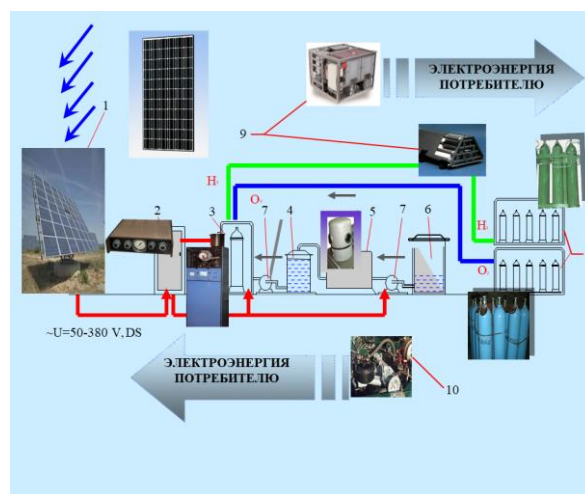 1
ЭЛЕКТРОЭНЕРГИЯ
ПОТРЕБИТЕЛЮ
9
H₂
O₂
2
3
7
4
5
7
6
H₂
O₂
~U=50-380 V, DS
ЭЛЕКТРОЭНЕРГИЯ
ПОТРЕБИТЕЛЮ
10